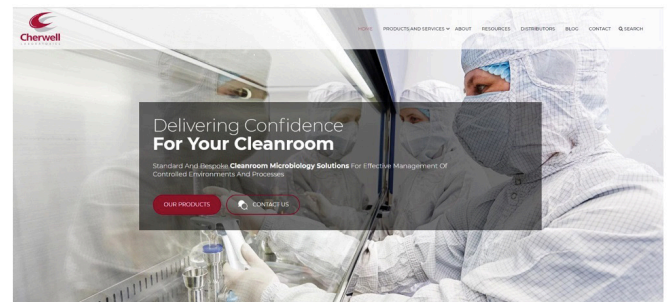 Cherwell
HOME PRODUCTS AND SERVICES ABOUT RESOURCES DISTRIBUTORS BLOG CONTACT SEARCH
Delivering Confidence
For Your Cleanroom
Standard And Bespoke Cleanroom Microbiology Solutions For Effective Management Of
Controlled Environments And Processes
OUR PRODUCTS CONTACT US